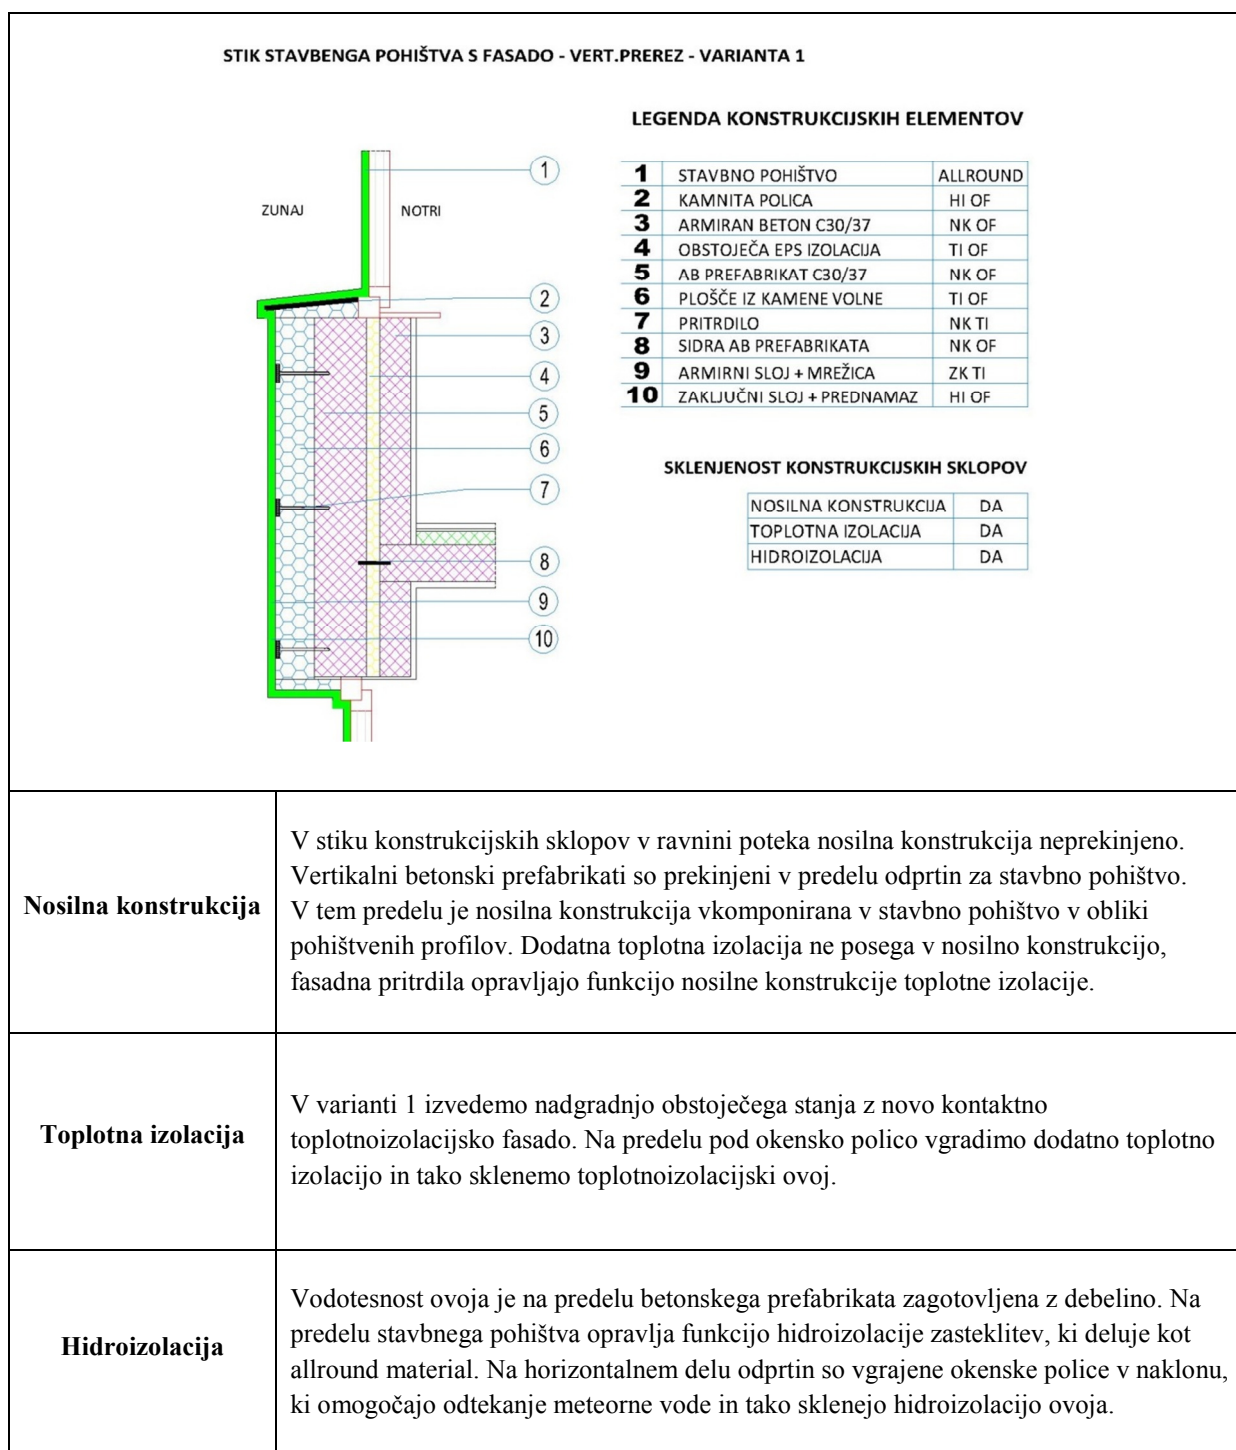 STIK STAVBENGA POHIŠTVA S FASADO - VERT.PREREZ - VARIANTA 1
LEGENDA KONSTRUKCIJSKIH ELEMENTOV
ZUNAJ
NOTRI
1
2
3
4
5
6
7
8
9
10
1 STAVBNO POHIŠTVO ALLROUND
2 KAMNITA POLICA HI OF
3 ARMIRAN BETON C30/37 NK OF
4 OBSTOJEČA EPS IZOLACIJA TI OF
5 AB PREFABRIKAT C30/37 NK OF
6 PLOŠČE IZ KAMENE VOLNE TI OF
7 PRITRDILO NK TI
8 SIDRA AB PREFABRIKATA NK OF
9 ARMIRNI SLOJ + MREŽICA ZK TI
10 ZAKLJUČNI SLOJ + PREDNAMAZ HI OF
SKLENJENOST KONSTRUKCIJSKIH SKLOPOV
NOSILNA KONSTRUKCIJA DA
TOPLOTNA IZOLACIJA DA
HIDROIZOLACIJA DA
Nosilna konstrukcija
V stiku konstrukcijskih sklopov v ravnini poteka nosilna konstrukcija neprekinjeno.
Vertikalni betonski prefabrikati so prekinjeni v predelu odprtin za stavbno pohištvo.
V tem predelu je nosilna konstrukcija vkomponirana v stavbno pohištvo v obliki
pohištvenih profilov. Dodatna toplotna izolacija ne posega v nosilno konstrukcijo,
fasadna pritrdila opravljajo funkcijo nosilne konstrukcije toplotne izolacije.
Toplotna izolacija
V varianti 1 izvedemo nadgradnjo obstoječega stanja z novo kontaktno
toplotnoizolacijsko fasado. Na predelu pod okensko polico vgradimo dodatno toplotno
izolacijo in tako sklenemo toplotnoizolacijski ovoj.
Hidroizolacija
Vodotesnost ovoja je na predelu betonskega prefabrikata zagotovljena z debelino. Na
predelu stavbnega pohištva opravlja funkcijo hidroizolacije zasteklitev, ki deluje kot
allround material. Na horizontalnem delu odprtin so vgrajene okenske police v naklonu,
ki omogočajo odtekanje meteorne vode in tako sklenejo hidroizolacijo ovoja.